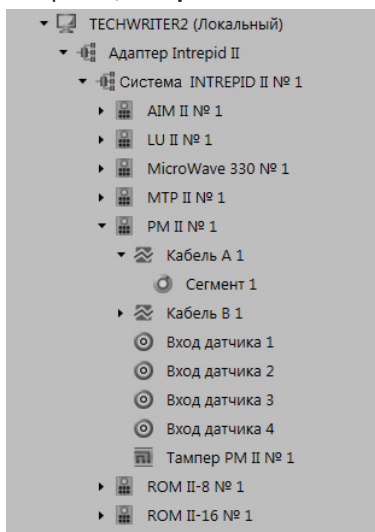 TECHWRITER2 (Локальный)
Адаптер Intrepid II
Система INTREPID II № 1
AIM II № 1
LU II № 1
MicroWave 330 № 1
MTP II № 1
PM II № 1
Кабель A 1
Сегмент 1
Кабель B 1
Вход датчика 1
Вход датчика 2
Вход датчика 3
Вход датчика 4
Тампер PM II № 1
ROM II-8 № 1
ROM II-16 № 1